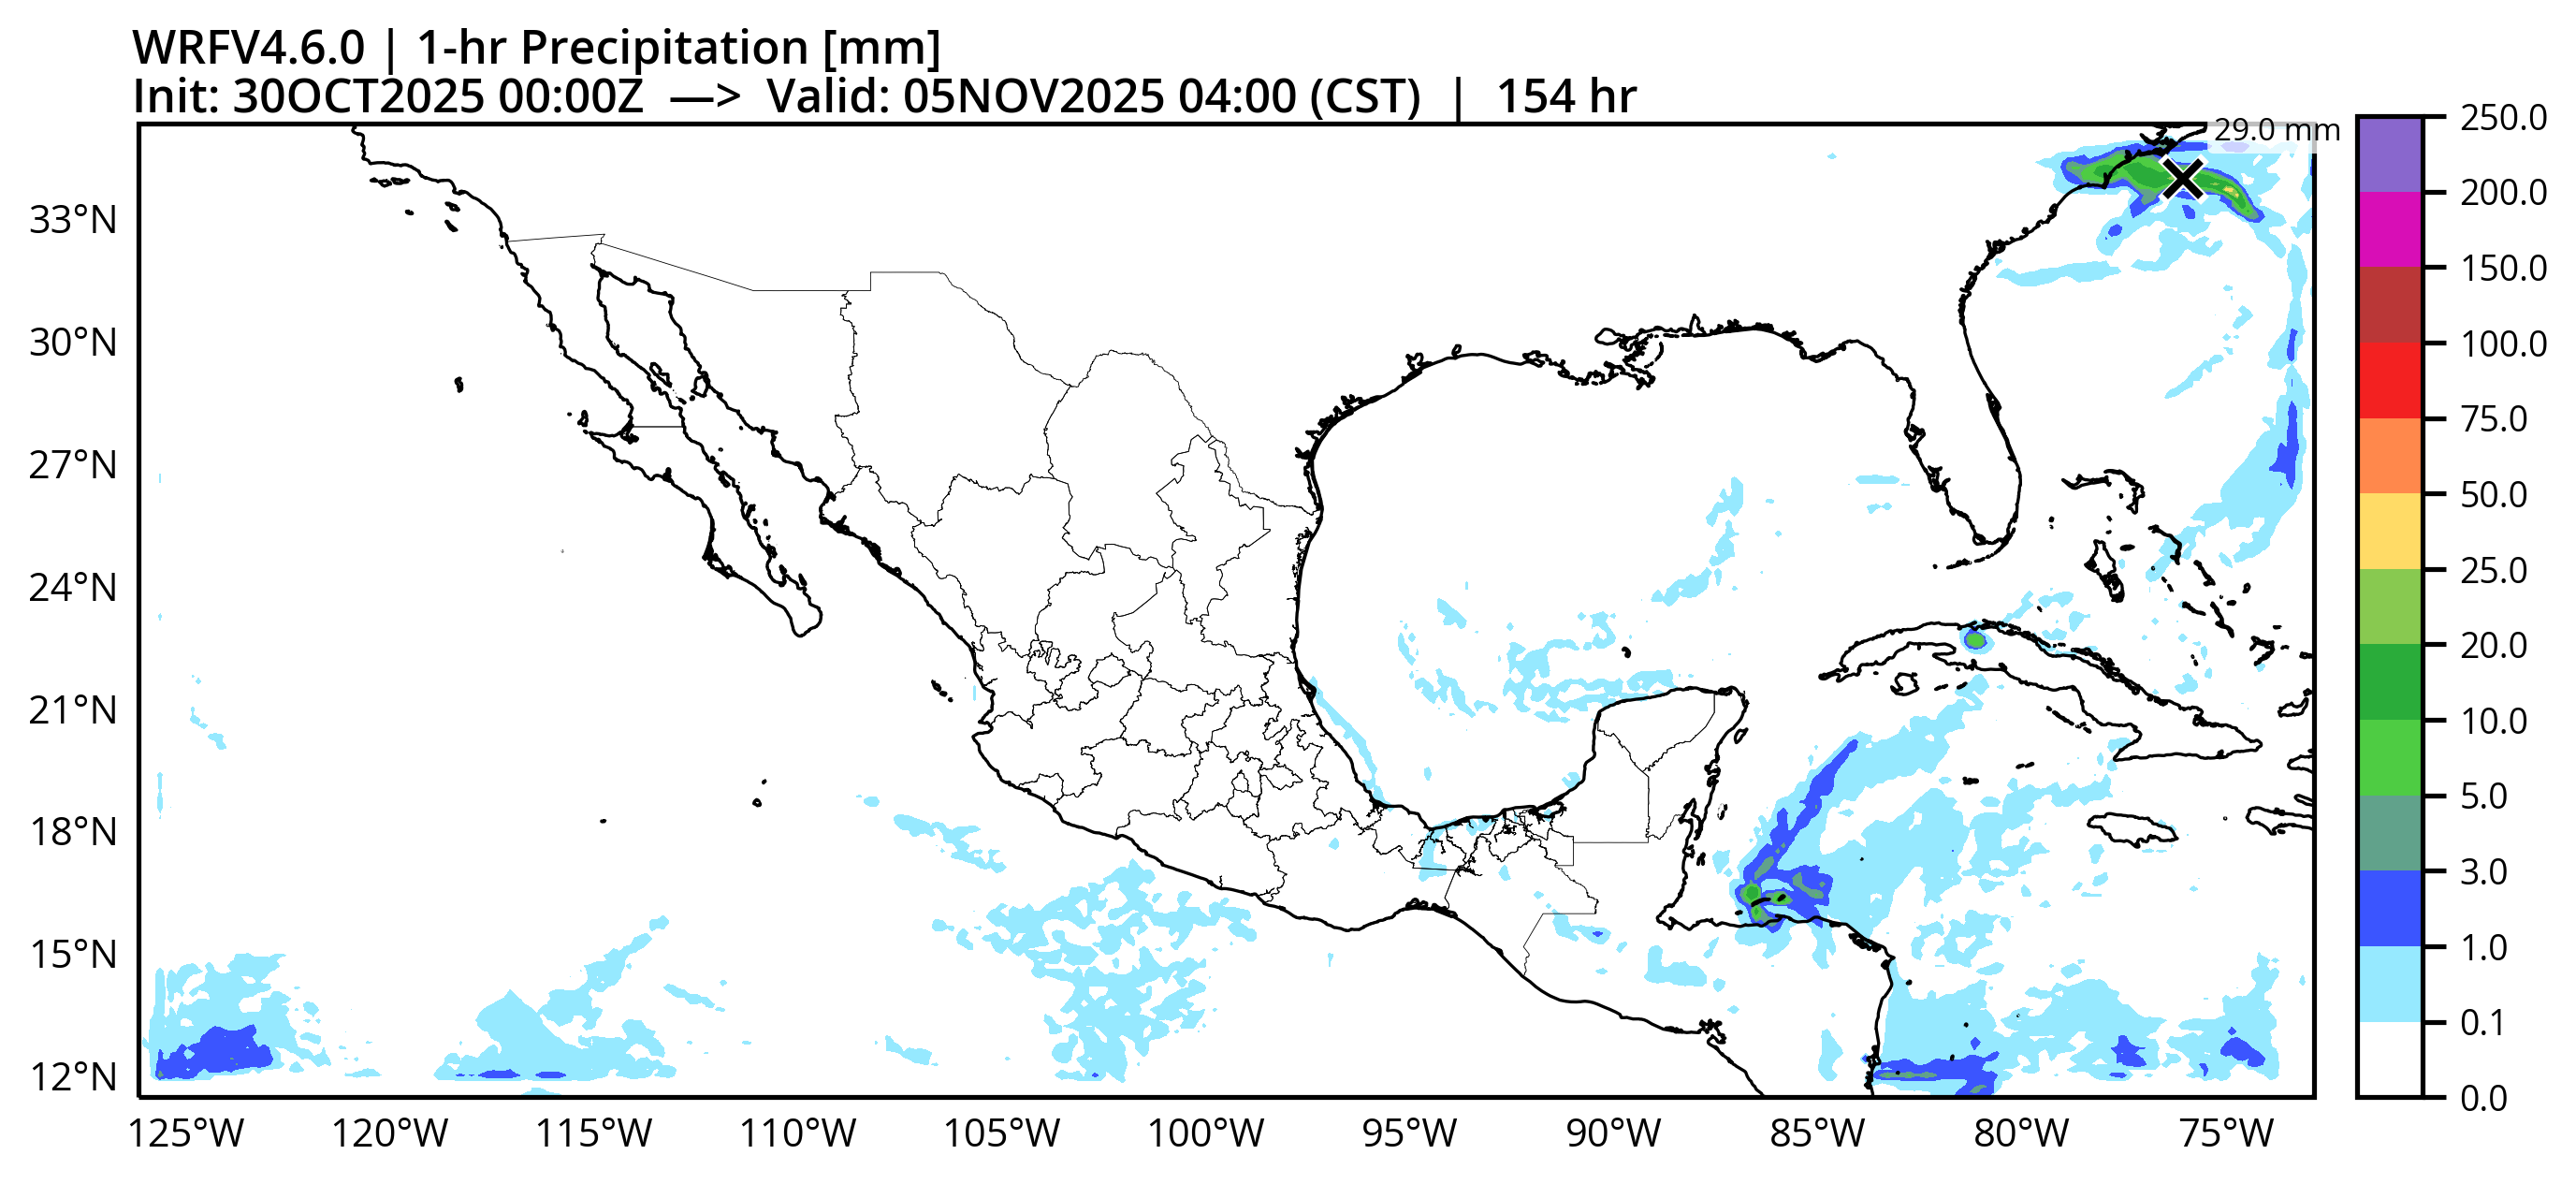 WRFV4.6.0 | 1-hr Precipitation [mm]
Init: 30OCT2025 00:00Z —> Valid: 05NOV2025 04:00 (CST) | 154 hr
29.0 mm
33°N
30°N
27°N
24°N
21°N
18°N
15°N
12°N
125°W 120°W 115°W 110°W 105°W 100°W 95°W 90°W 85°W 80°W 75°W
250.0
200.0
150.0
100.0
75.0
50.0
25.0
20.0
10.0
5.0
3.0
1.0
0.1
0.0